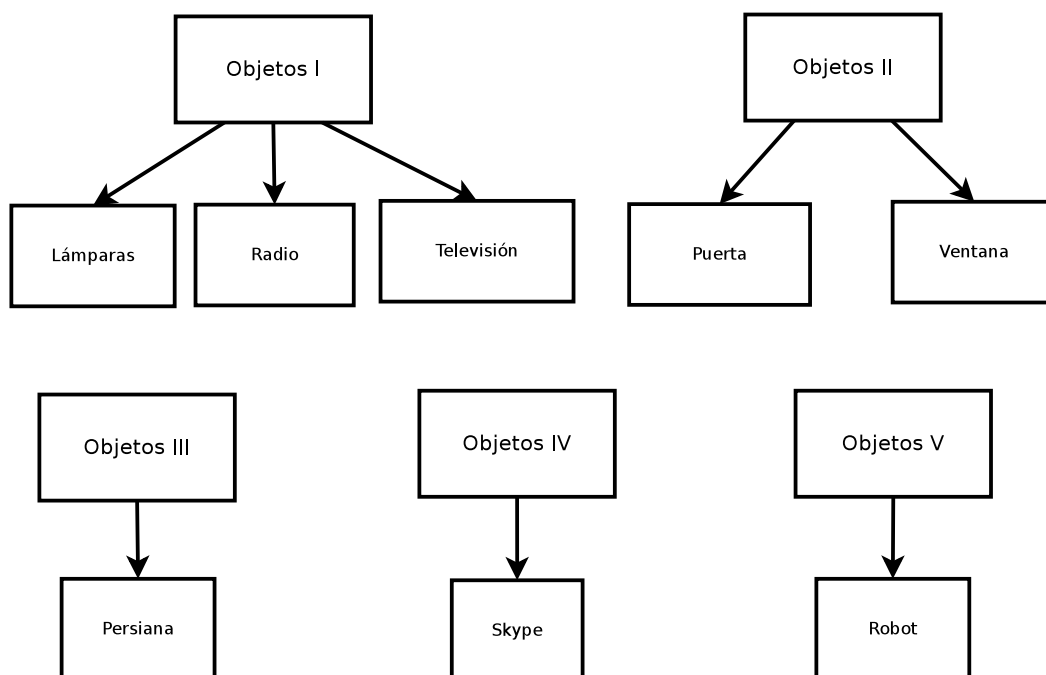 Objetos I
Objetos II
Lámparas
Radio
Televisión
Puerta
Ventana
Objetos III
Objetos IV
Objetos V
Persiana
Skype
Robot